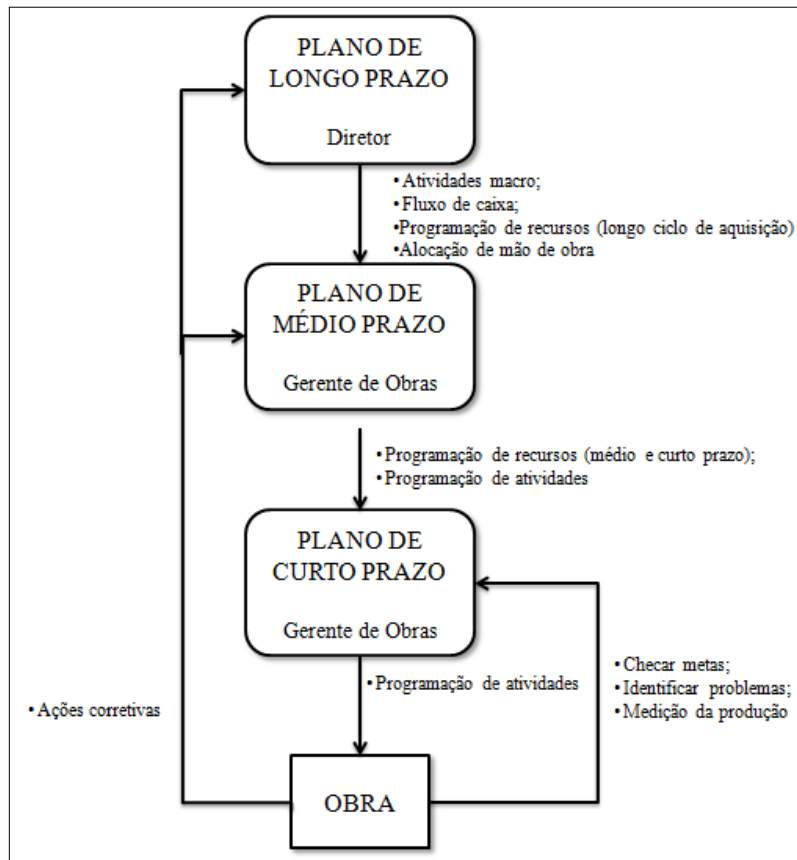 PLANO DE
LONGO PRAZO
Diretor
•Atividades macro;
•Fluxo de caixa;
•Programação de recursos (longo ciclo de aquisição)
•Alocação de mão de obra
PLANO DE
MÉDIO PRAZO
Gerente de Obras
•Programação de recursos (médio e curto prazo);
•Programação de atividades
PLANO DE
CURTO PRAZO
Gerente de Obras
•Programação de atividades
•Checar metas;
•Identificar problemas;
•Medição da produção
•Ações corretivas
OBRA